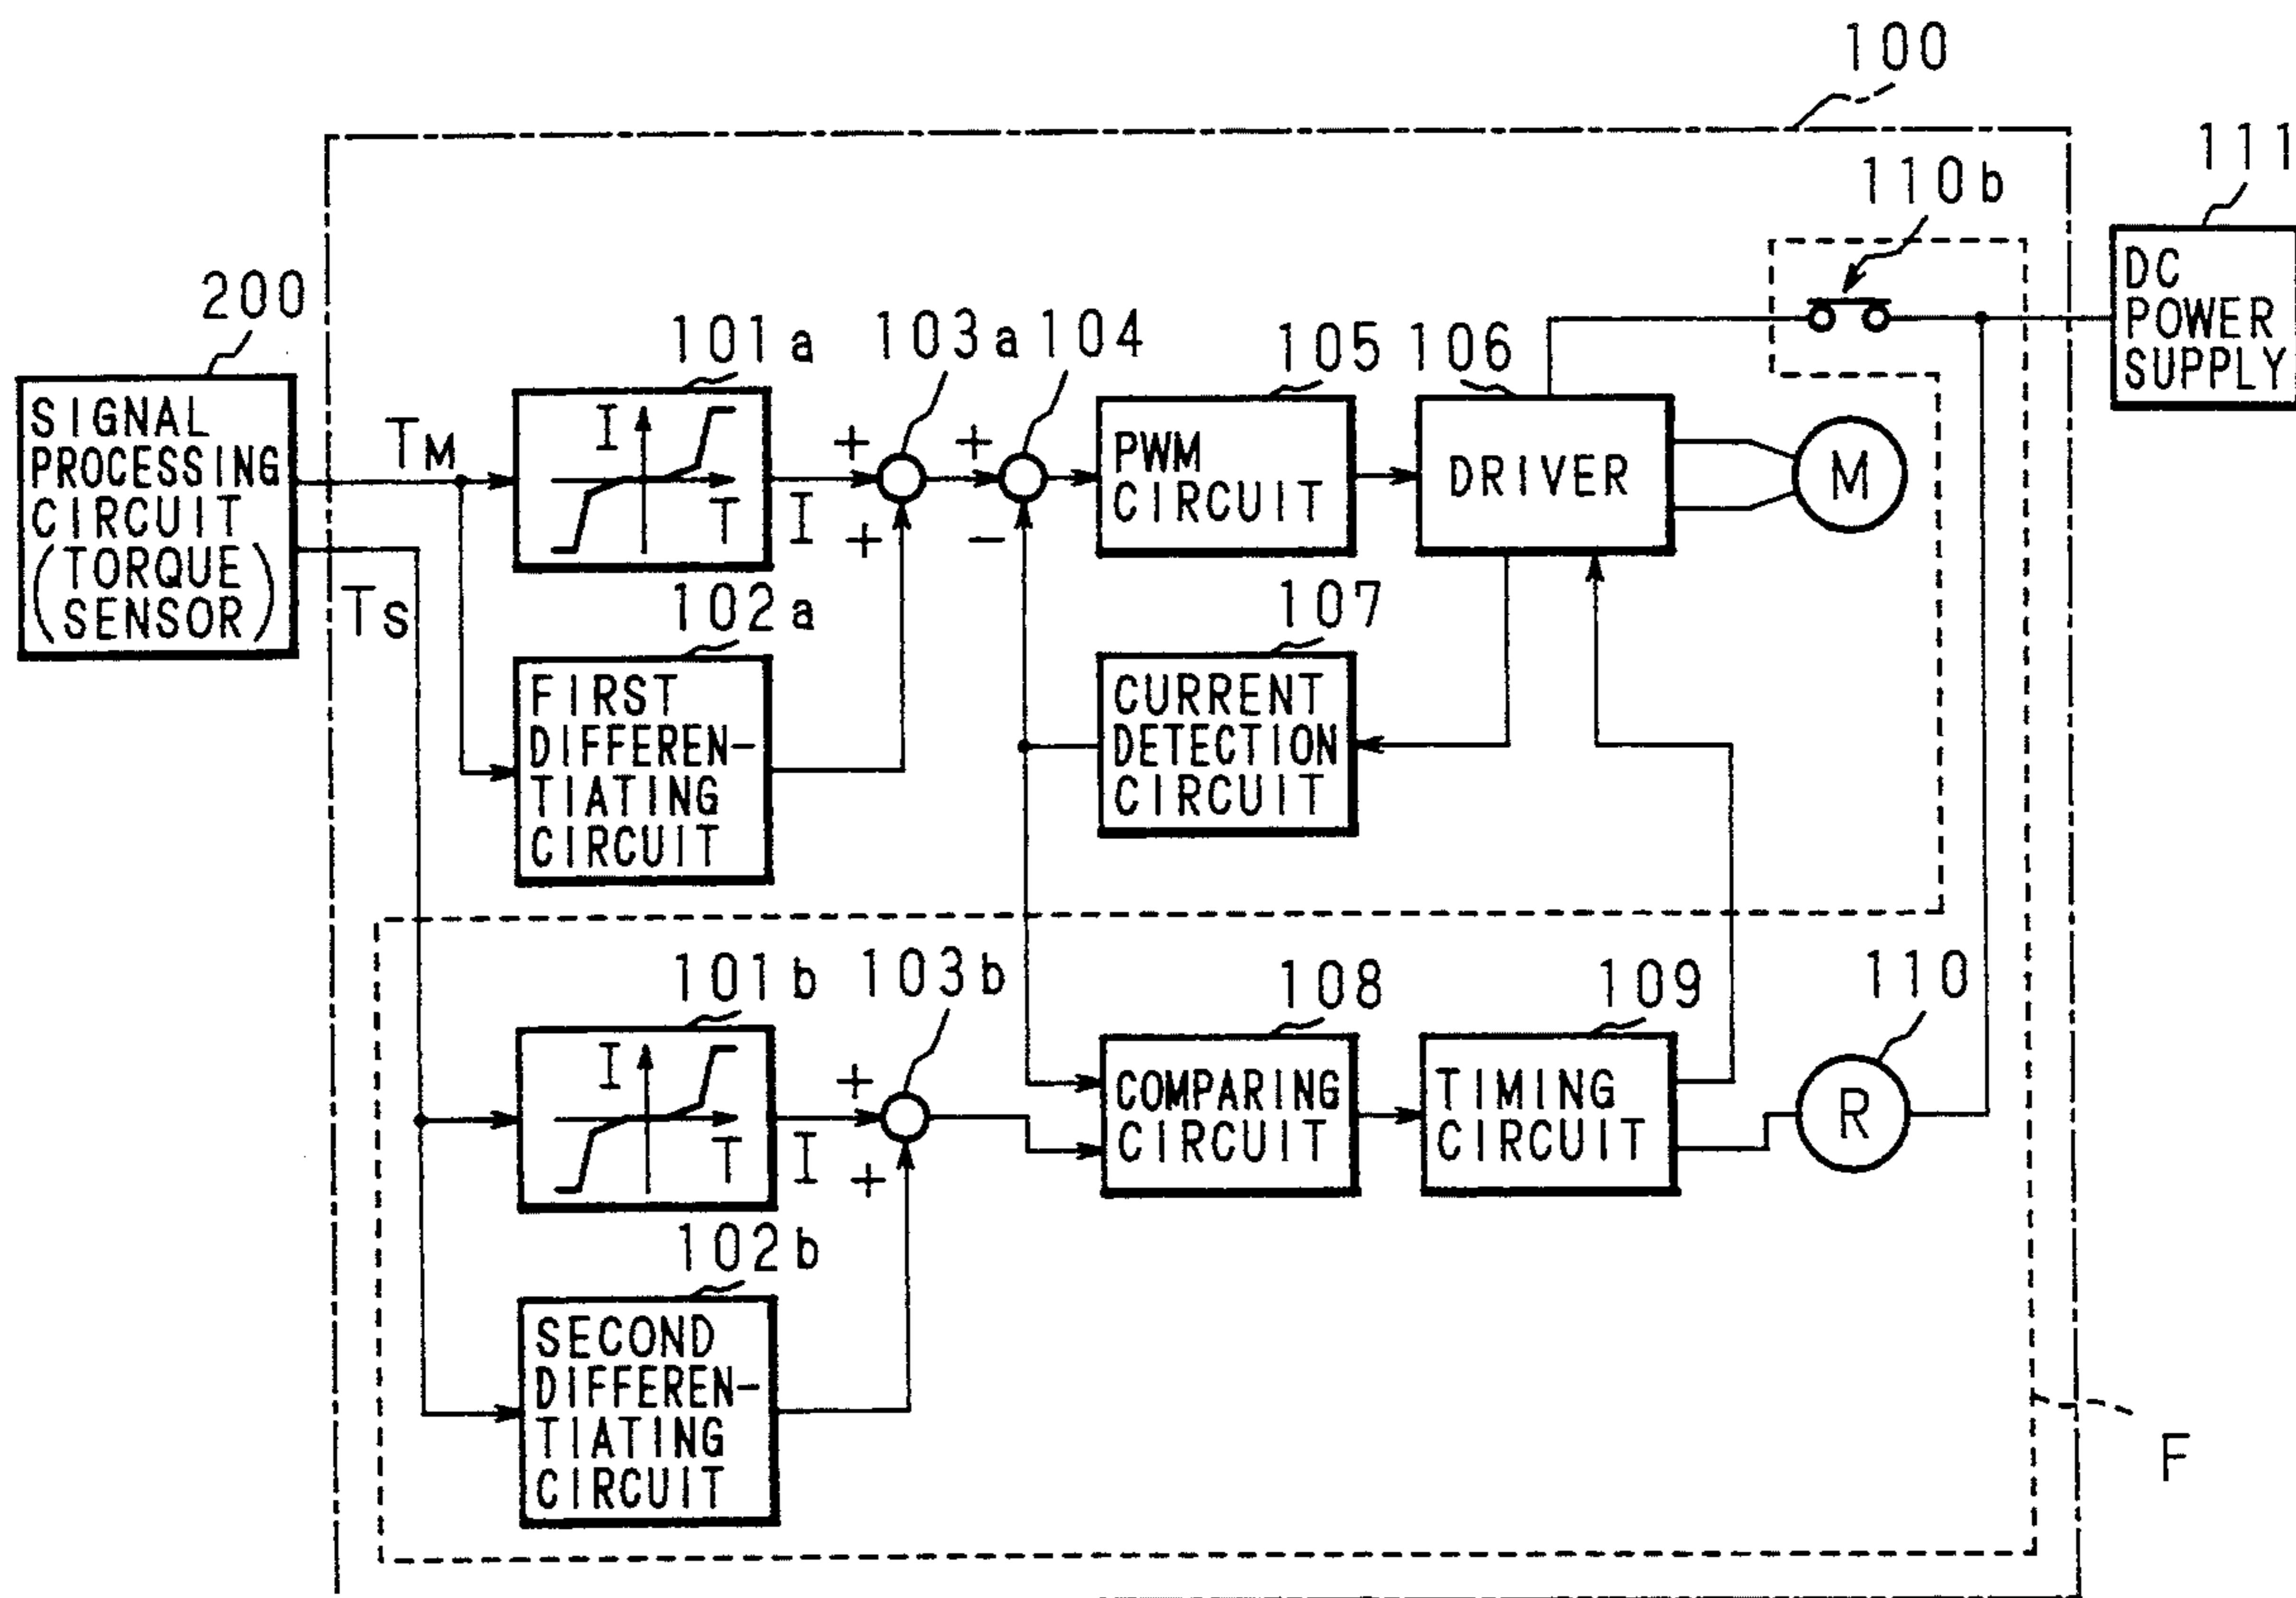 100
111
110b
200
101a
103a
104
105
106
DC
POWER
SUPPLY
SIGNAL
PROCESSING
CIRCUIT
(TORQUE
SENSOR)
TM
TS
I
T
I
+
+
+
-
PWM
CIRCUIT
DRIVER
M
102a
107
FIRST
DIFFEREN-
TIATING
CIRCUIT
CURRENT
DETECTION
CIRCUIT
101b
103b
108
109
110
I
T
I
+
+
COMPARING
CIRCUIT
TIMING
CIRCUIT
R
102b
SECOND
DIFFEREN-
TIATING
CIRCUIT
F